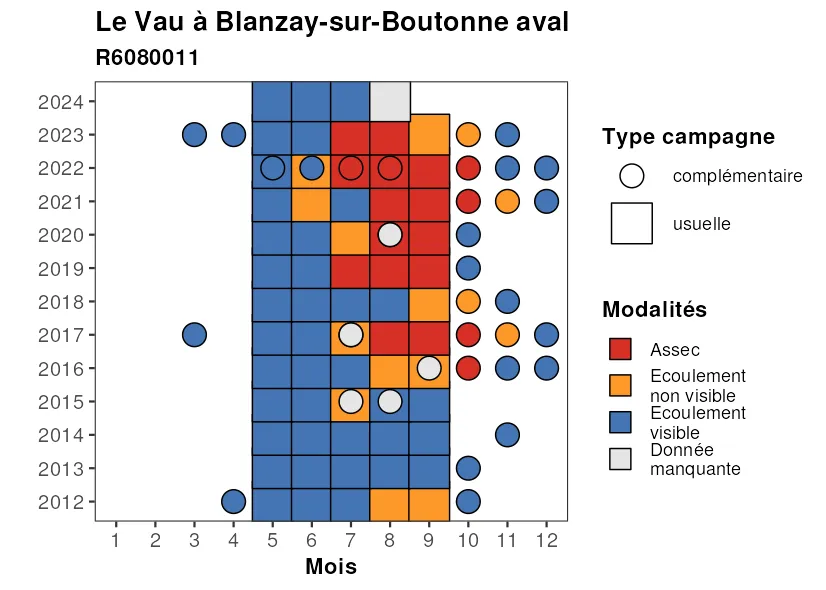 Le Vau à Blanzay-sur-Boutonne aval
R6080011
2024
2023
2022
2021
2020
2019
2018
2017
2016
2015
2014
2013
2012
1 2 3 4 5 6 7 8 9 10 11 12
Mois
Type campagne
complémentaire
usuelle
Modalités
Assec
Ecoulement
non visible
Ecoulement
visible
Donnée
manquante